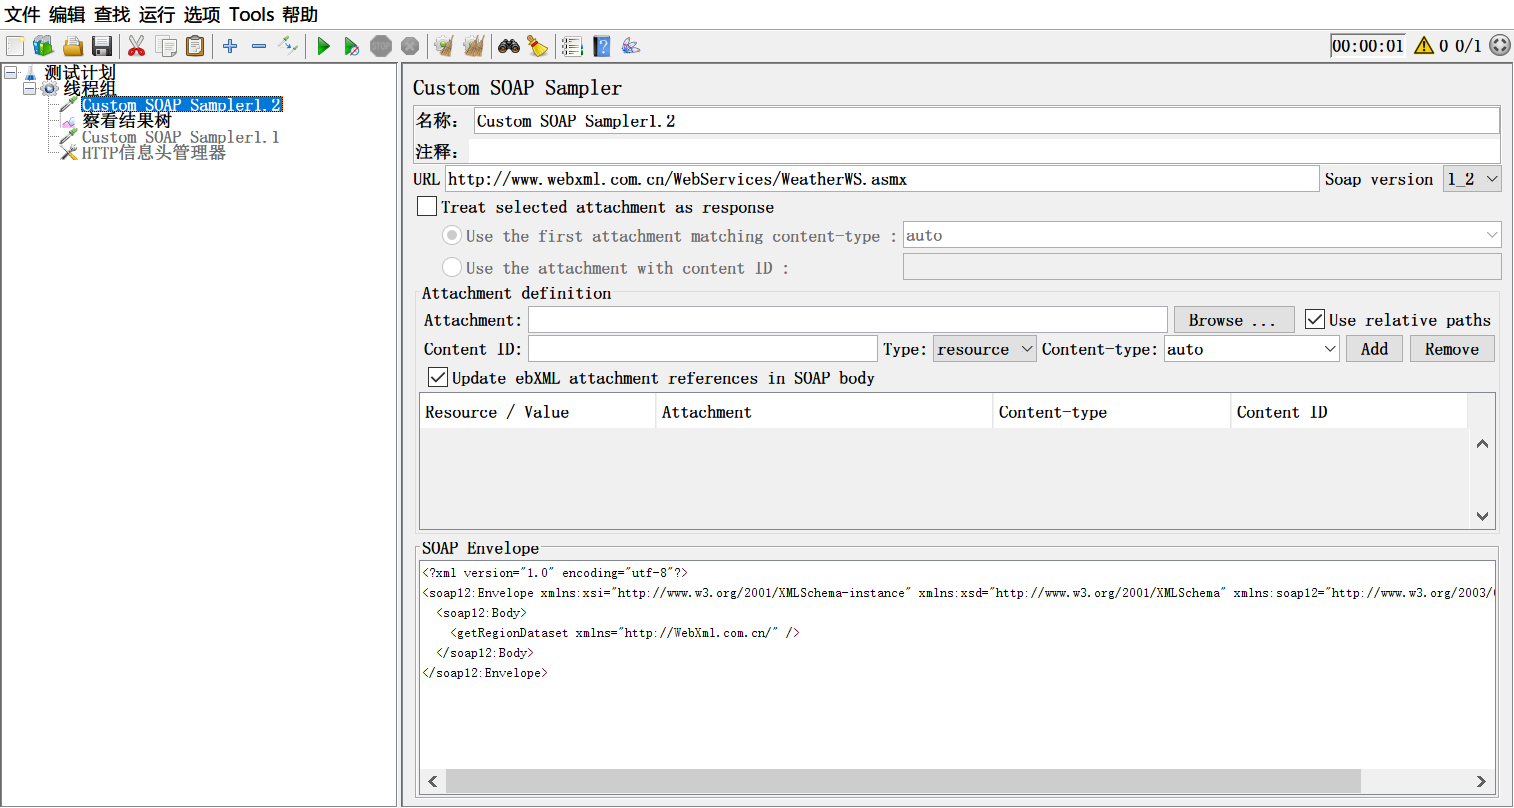 文件 编辑 查找 运行 选项 Tools 帮助
STOP
00:00:01 0 0/1
测试计划
线程组
Custom SOAP Sampler1.2
察看结果树
Custom SOAP Sampler1.1
HTTP信息头管理器
Custom SOAP Sampler
名称: Custom SOAP Sampler1.2
注释:
URL http://www.webxml.com.cn/WebServices/WeatherWS.asmx Soap version 1_2
Treat selected attachment as response
Use the first attachment matching content-type : auto
Use the attachment with content ID :
Attachment definition
Attachment: Browse ... Use relative paths
Content ID: Type: resource Content-type: auto Add Remove
Update ebXML attachment references in SOAP body
Resource / Value Attachment Content-type Content ID
SOAP Envelope
<?xml version="1.0" encoding="utf-8"?>
<soap12:Envelope xmlns:xsi="http://www.w3.org/2001/XMLSchema-instance" xmlns:xsd="http://www.w3.org/2001/XMLSchema" xmlns:soap12="http://www.w3.org/2003/
<soap12:Body>
<getRegionDataset xmlns="http://WebXml.com.cn/" />
</soap12:Body>
</soap12:Envelope>